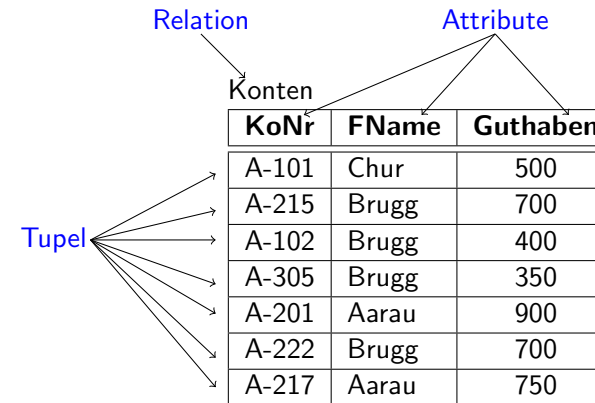 Relation Attribute
Konten
KoNr FName Guthaben
A-101 Chur 500
A-215 Brugg 700
A-102 Brugg 400
Tupel
A-305 Brugg 350
A-201 Aarau 900
A-222 Brugg 700
A-217 Aarau 750